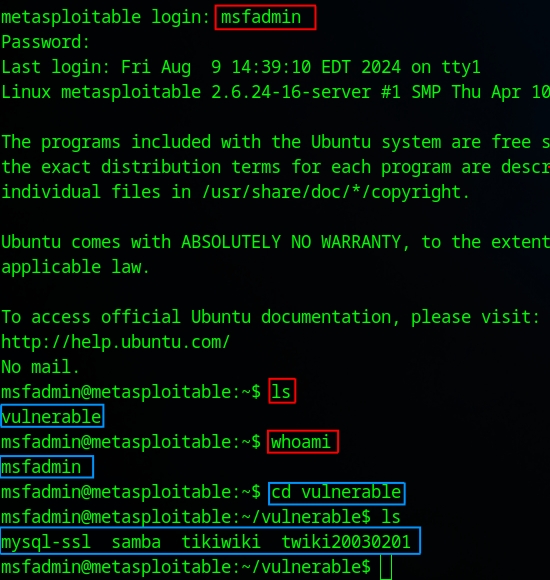 metasploitable login: msfadmin
Password:
Last login: Fri Aug  9 14:39:10 EDT 2024 on tty1
Linux metasploitable 2.6.24-16-server #1 SMP Thu Apr 10
The programs included with the Ubuntu system are free s
the exact distribution terms for each program are descr
individual files in /usr/share/doc/*/copyright.
Ubuntu comes with ABSOLUTELY NO WARRANTY, to the extent
applicable law.
To access official Ubuntu documentation, please visit:
http://help.ubuntu.com/
No mail.
msfadmin@metasploitable:~$ ls
vulnerable
msfadmin@metasploitable:~$ whoami
msfadmin
msfadmin@metasploitable:~$ cd vulnerable
msfadmin@metasploitable:~/vulnerable$ ls
mysql-ssl  samba  tikiwiki  twiki20030201
msfadmin@metasploitable:~/vulnerable$